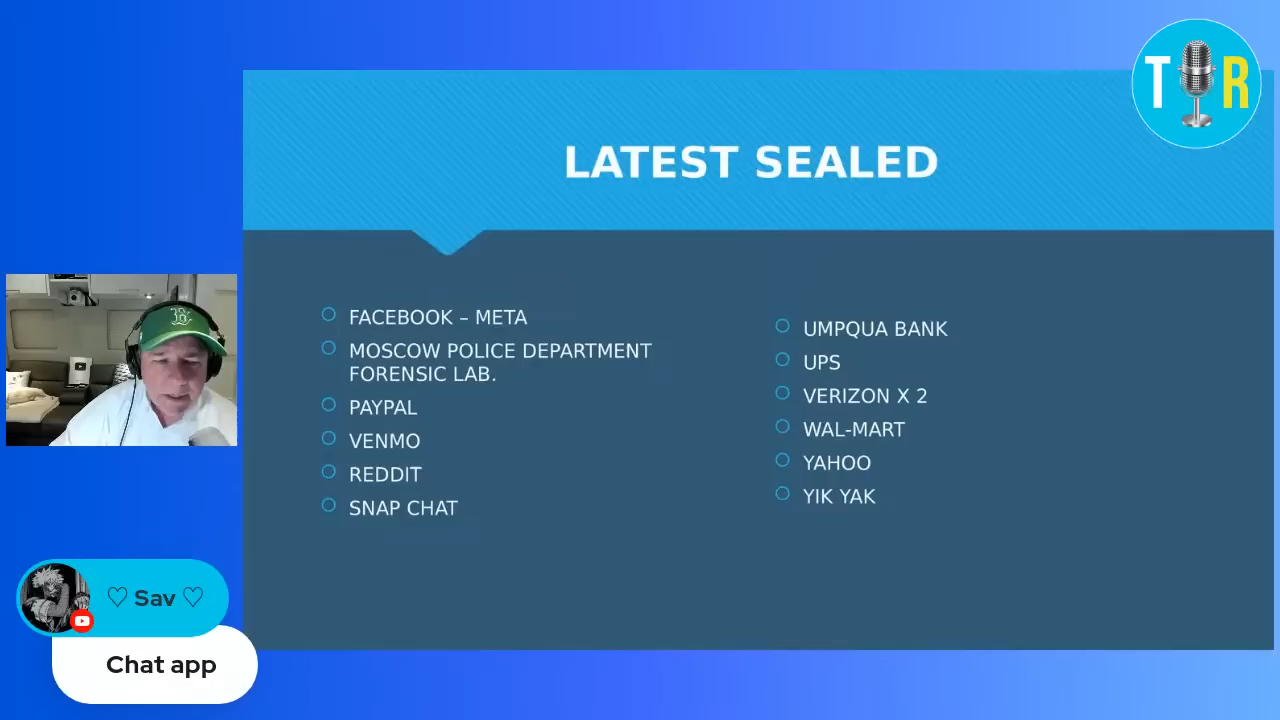 T R
LATEST SEALED
FACEBOOK – META
MOSCOW POLICE DEPARTMENT
FORENSIC LAB.
PAYPAL
VENMO
REDDIT
SNAP CHAT
UMPQUA BANK
UPS
VERIZON X 2
WAL-MART
YAHOO
YIK YAK
B
♡ Sav ♡
Chat app